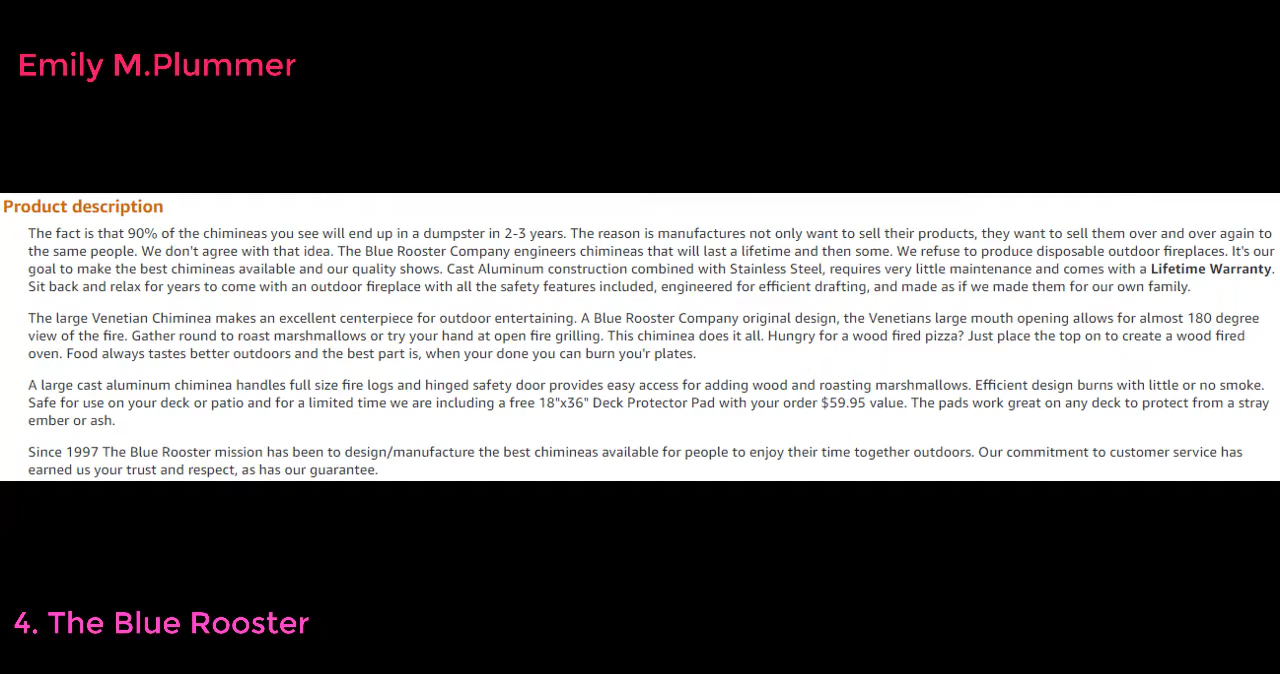 Emily M.Plummer
Product description
The fact is that 90% of the chimineas you see will end up in a dumpster in 2-3 years. The reason is manufactures not only want to sell their products, they want to sell them over and over again to
the same people. We don't agree with that idea. The Blue Rooster Company engineers chimineas that will last a lifetime and then some. We refuse to produce disposable outdoor fireplaces. It's our
goal to make the best chimineas available and our quality shows. Cast Aluminum construction combined with Stainless Steel, requires very little maintenance and comes with a Lifetime Warranty.
Sit back and relax for years to come with an outdoor fireplace with all the safety features included, engineered for efficient drafting, and made as if we made them for our own family.
The large Venetian Chiminea makes an excellent centerpiece for outdoor entertaining. A Blue Rooster Company original design, the Venetians large mouth opening allows for almost 180 degree
view of the fire. Gather round to roast marshmallows or try your hand at open fire grilling. This chiminea does it all. Hungry for a wood fired pizza? Just place the top on to create a wood fired
oven. Food always tastes better outdoors and the best part is, when your done you can burn you'r plates.
A large cast aluminum chiminea handles full size fire logs and hinged safety door provides easy access for adding wood and roasting marshmallows. Efficient design burns with little or no smoke.
Safe for use on your deck or patio and for a limited time we are including a free 18"x36" Deck Protector Pad with your order $59.95 value. The pads work great on any deck to protect from a stray
ember or ash.
Since 1997 The Blue Rooster mission has been to design/manufacture the best chimineas available for people to enjoy their time together outdoors. Our commitment to customer service has
earned us your trust and respect, as has our guarantee.
4. The Blue Rooster